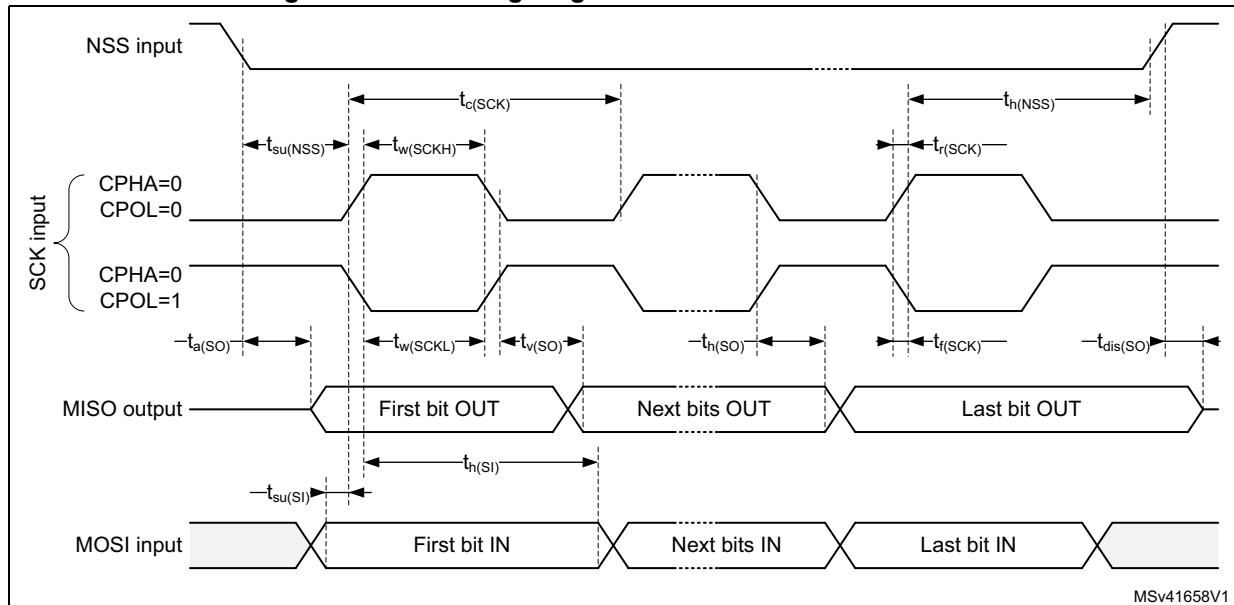 NSS input
tc(SCK)
th(NSS)
tsu(NSS)
tw(SCKH)
tr(SCK)
SCK input
CPHA=0
CPOL=0
CPHA=0
CPOL=1
ta(SO)
tw(SCKL)
tv(SO)
th(SO)
tf(SCK)
tdis(SO)
MISO output
First bit OUT
Next bits OUT
Last bit OUT
th(SI)
tsu(SI)
MOSI input
First bit IN
Next bits IN
Last bit IN
MSv41658V1